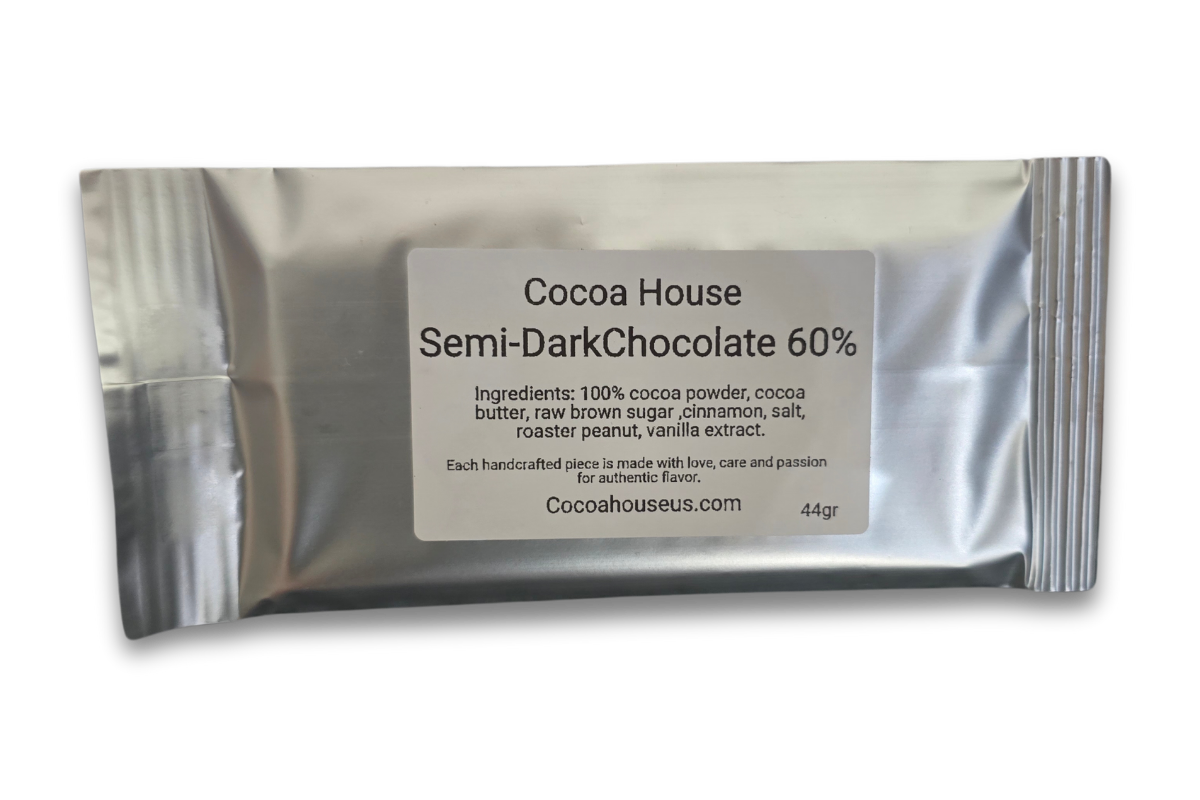 Cocoa House
Semi-DarkChocolate 60%
Ingredients: 100% cocoa powder, cocoa
butter, raw brown sugar ,cinnamon, salt,
roaster peanut, vanilla extract.
Each handcrafted piece is made with love, care and passion
for authentic flavor.
Cocoahouseus.com
44gr